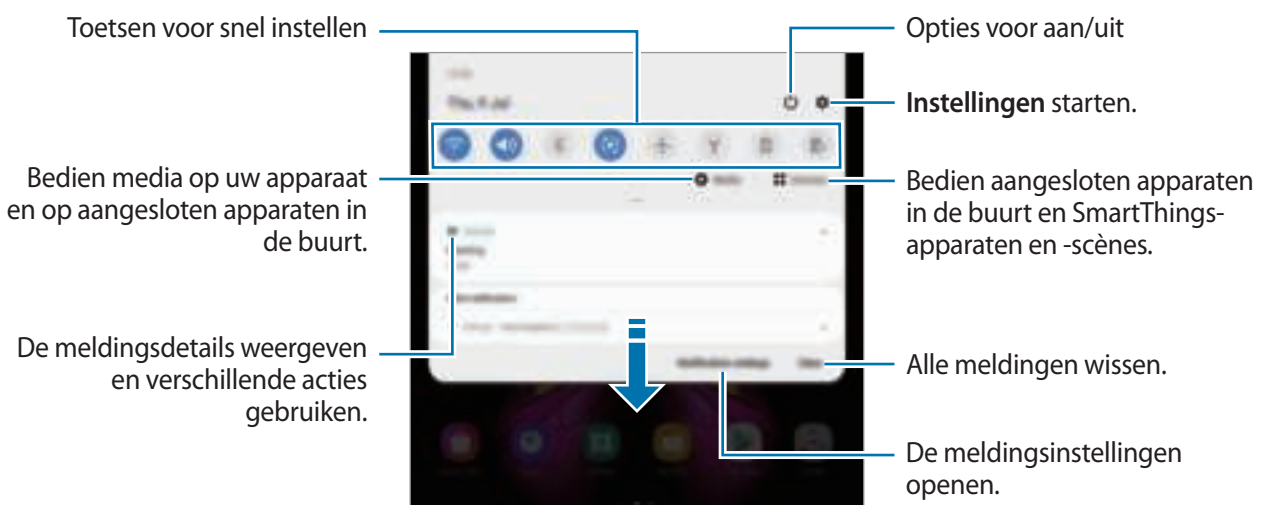 Toetsen voor snel instellen
Opties voor aan/uit
Instellingen starten.
Bedien media op uw apparaat
en op aangesloten apparaten in
de buurt.
Bedien aangesloten apparaten
in de buurt en SmartThings-
apparaten en -scènes.
De meldingsdetails weergeven
en verschillende acties
gebruiken.
Alle meldingen wissen.
De meldingsinstellingen
openen.